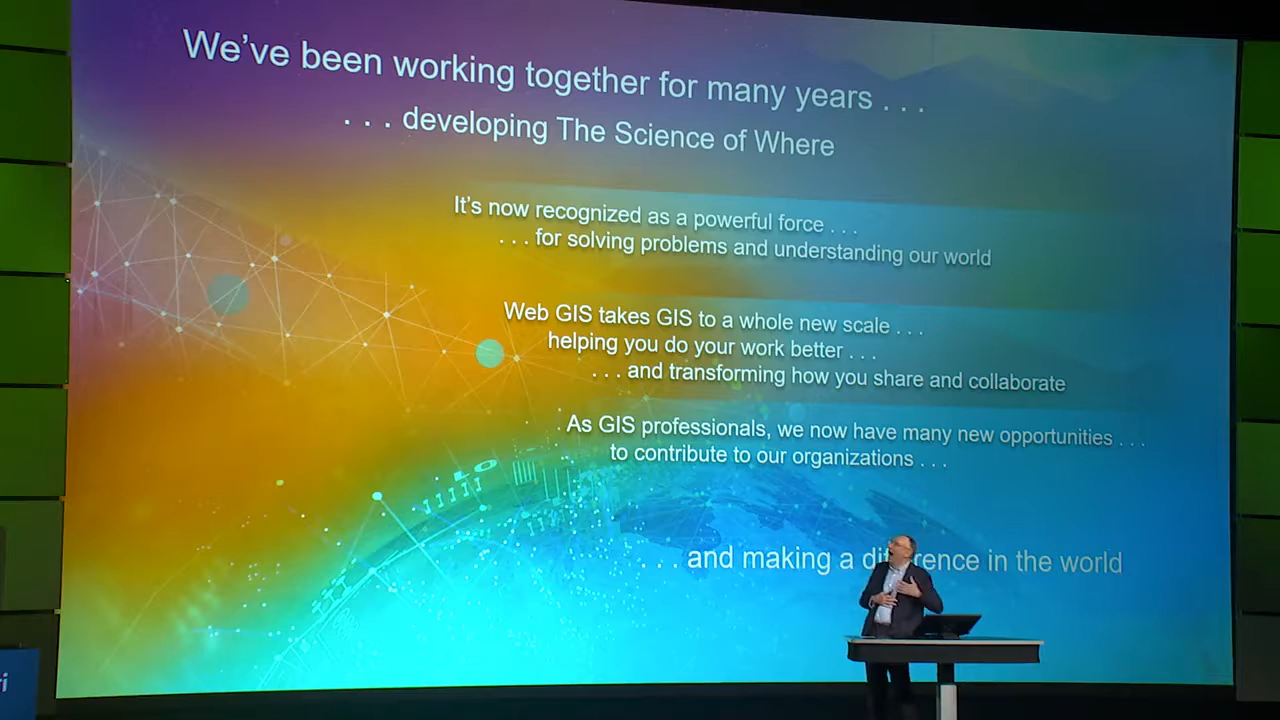 We've been working together for many years . . .
. . . developing The Science of Where
It's now recognized as a powerful force . . .
. . . for solving problems and understanding our world
Web GIS takes GIS to a whole new scale . . .
helping you do your work better . . .
. . . and transforming how you share and collaborate
As GIS professionals, we now have many new opportunities . . .
to contribute to our organizations . . .
. . . and making a difference in the world